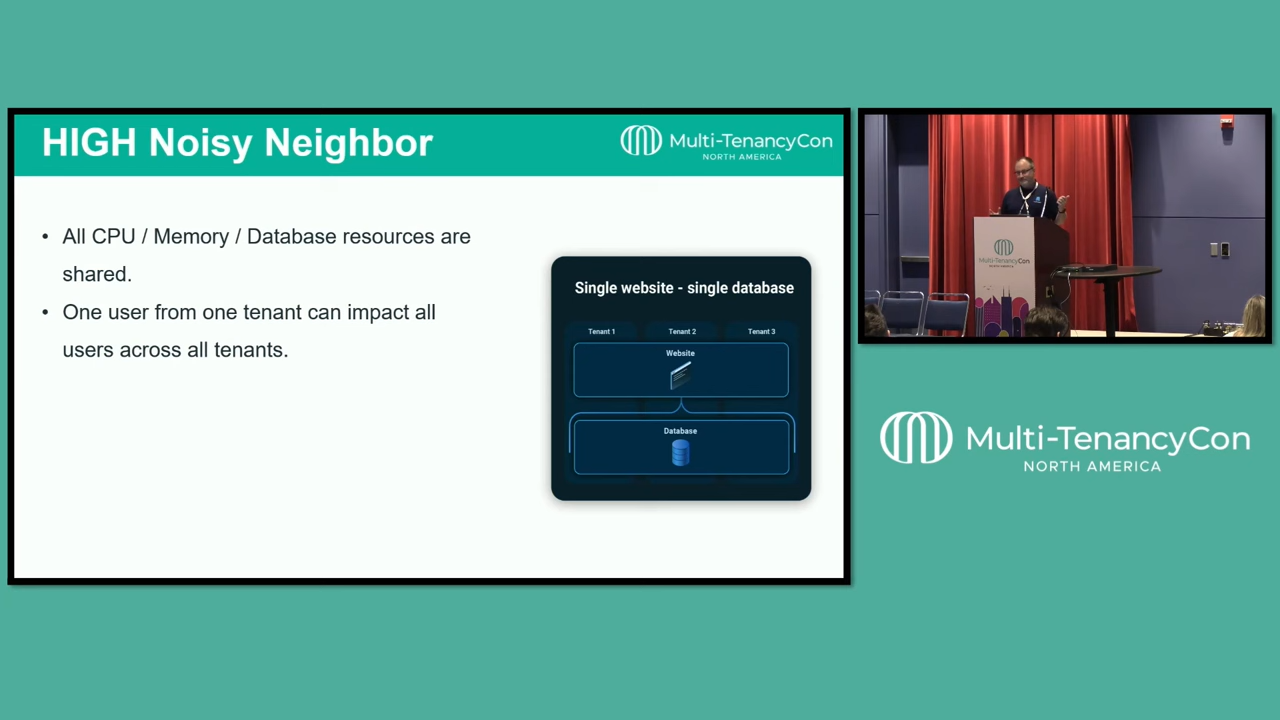 HIGH Noisy Neighbor
Multi-TenancyCon
NORTH AMERICA
• All CPU / Memory / Database resources are
shared.
• One user from one tenant can impact all
users across all tenants.
Single website - single database
Tenant 1
Tenant 2
Tenant 3
Website
Database
Multi-TenancyCon
Multi-TenancyCon
NORTH AMERICA